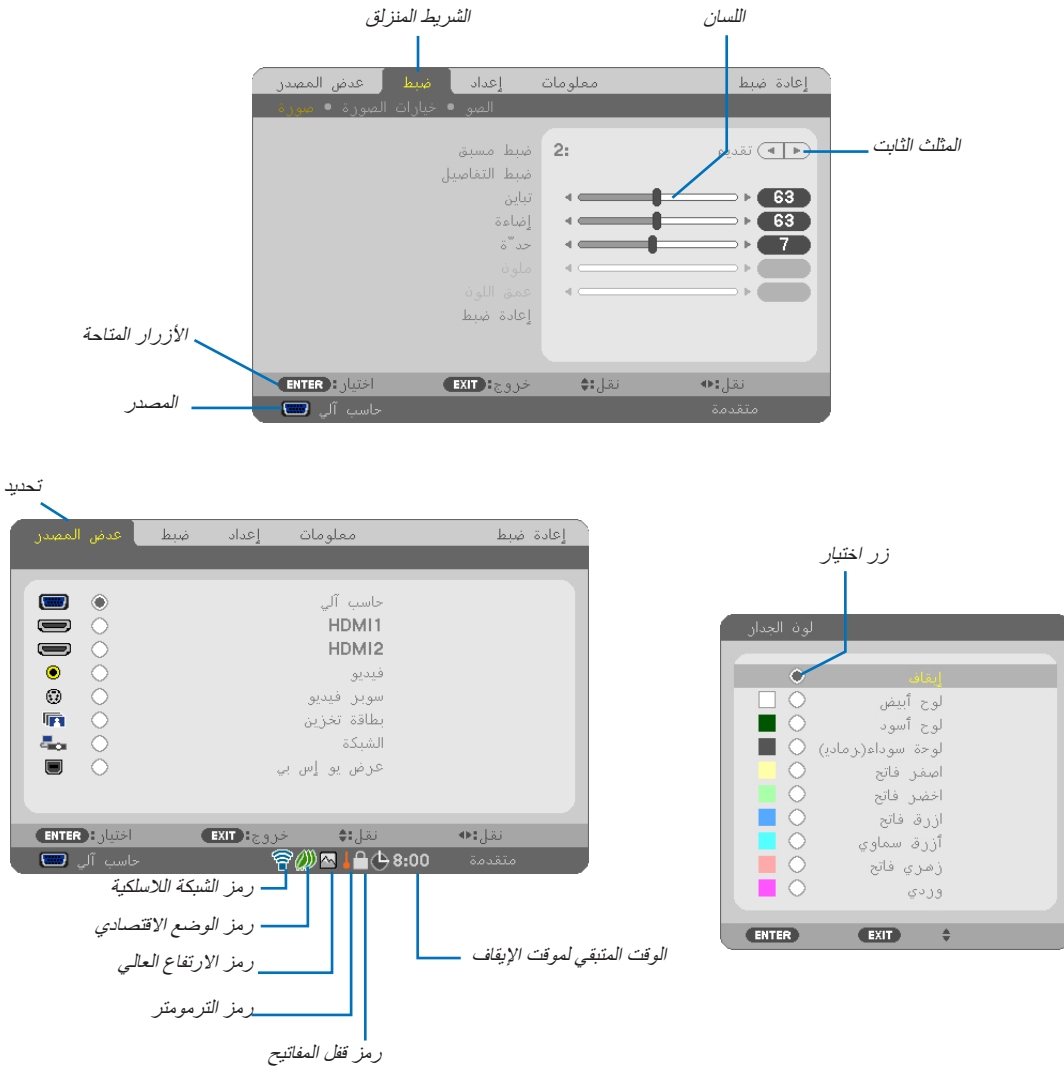 الشريط المنزلق
اللسان
عدض المصدر ضبط إعداد معلومات إعادة ضبط
صورة • خيارات الصورة • الصو
ضبط مسبق 2: تقديم
المثلث الثابت
ضبط التفاصيل
تباين 63
إضاءة 63
حدّة 7
ملون
عمق اللون
إعادة ضبط
الأزرار المتاحة
ENTER :اختيار EXIT :خروج نقل: نقل:
المصدر
حاسب آلي متقدمة
تحديد
عدض المصدر ضبط إعداد معلومات إعادة ضبط
حاسب آلي
HDMI1
HDMI2
فيديو
سوبر فيديو
بطاقة تخزين
الشبكة
عرض يو إس بي
ENTER :اختيار EXIT :خروج نقل: نقل:
حاسب آلي 8:00 متقدمة
رمز الشبكة اللاسلكية
رمز الوضع الاقتصادي
رمز الارتفاع العالي
رمز الترمومتر
رمز قفل المفاتيح
الوقت المتبقي لموقت الإيقاف
زر اختيار
لون الجدار
إيقاف
لوح أبيض
لوح أسود
لوحة سوداء(رمادي)
اصفر فاتح
اخضر فاتح
ازرق فاتح
أزرق سماوي
زهري فاتح
وردي
ENTER EXIT